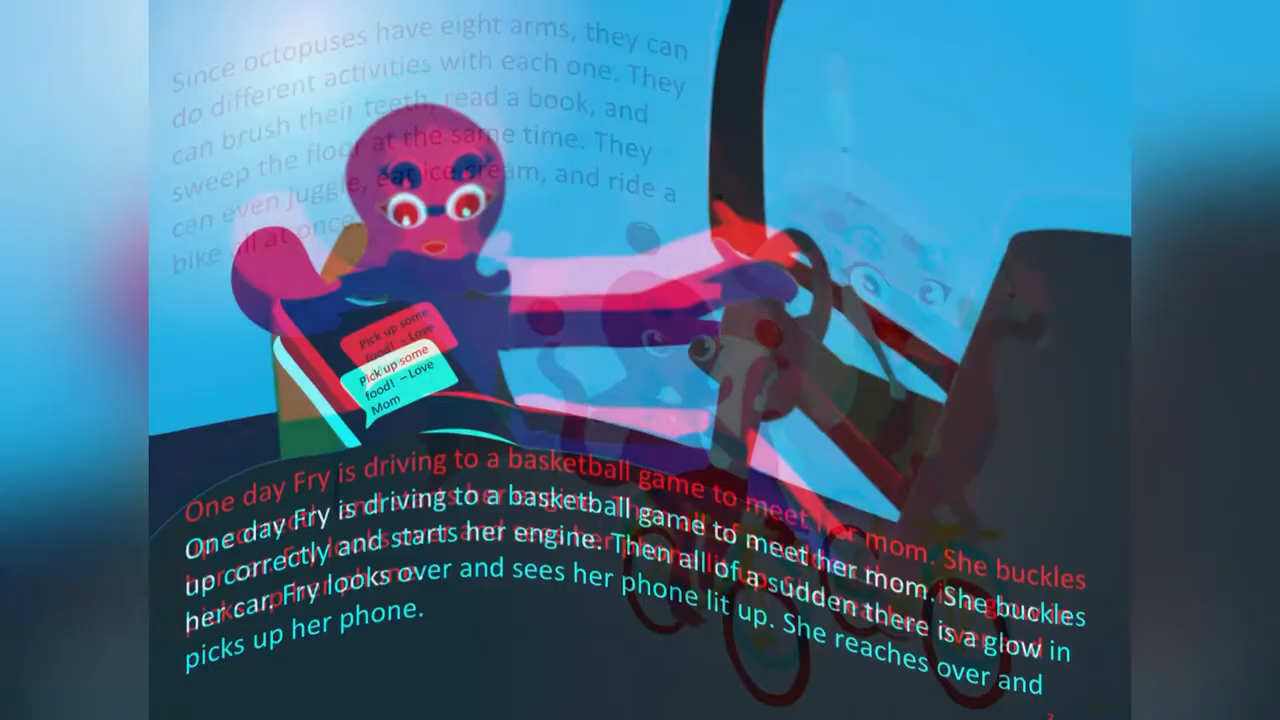 Since octopuses have eight arms, they can
do different activities with each one. They
can brush their teeth, read a book, and
sweep the floor at the same time. They
can even juggle, eat ice cream, and ride a
bike all at once.
Pick up some
food! – Love
Pick up some
food! – Love
Mom
One day Fry is driving to a basketball game to meet her mom. She buckles
One day Fry is driving to a basketball game to meet her mom. She buckles
up correctly and starts her engine. Then all of a sudden there is a glow in
her car. Fry looks over and sees her phone lit up. She reaches over and
picks up her phone.